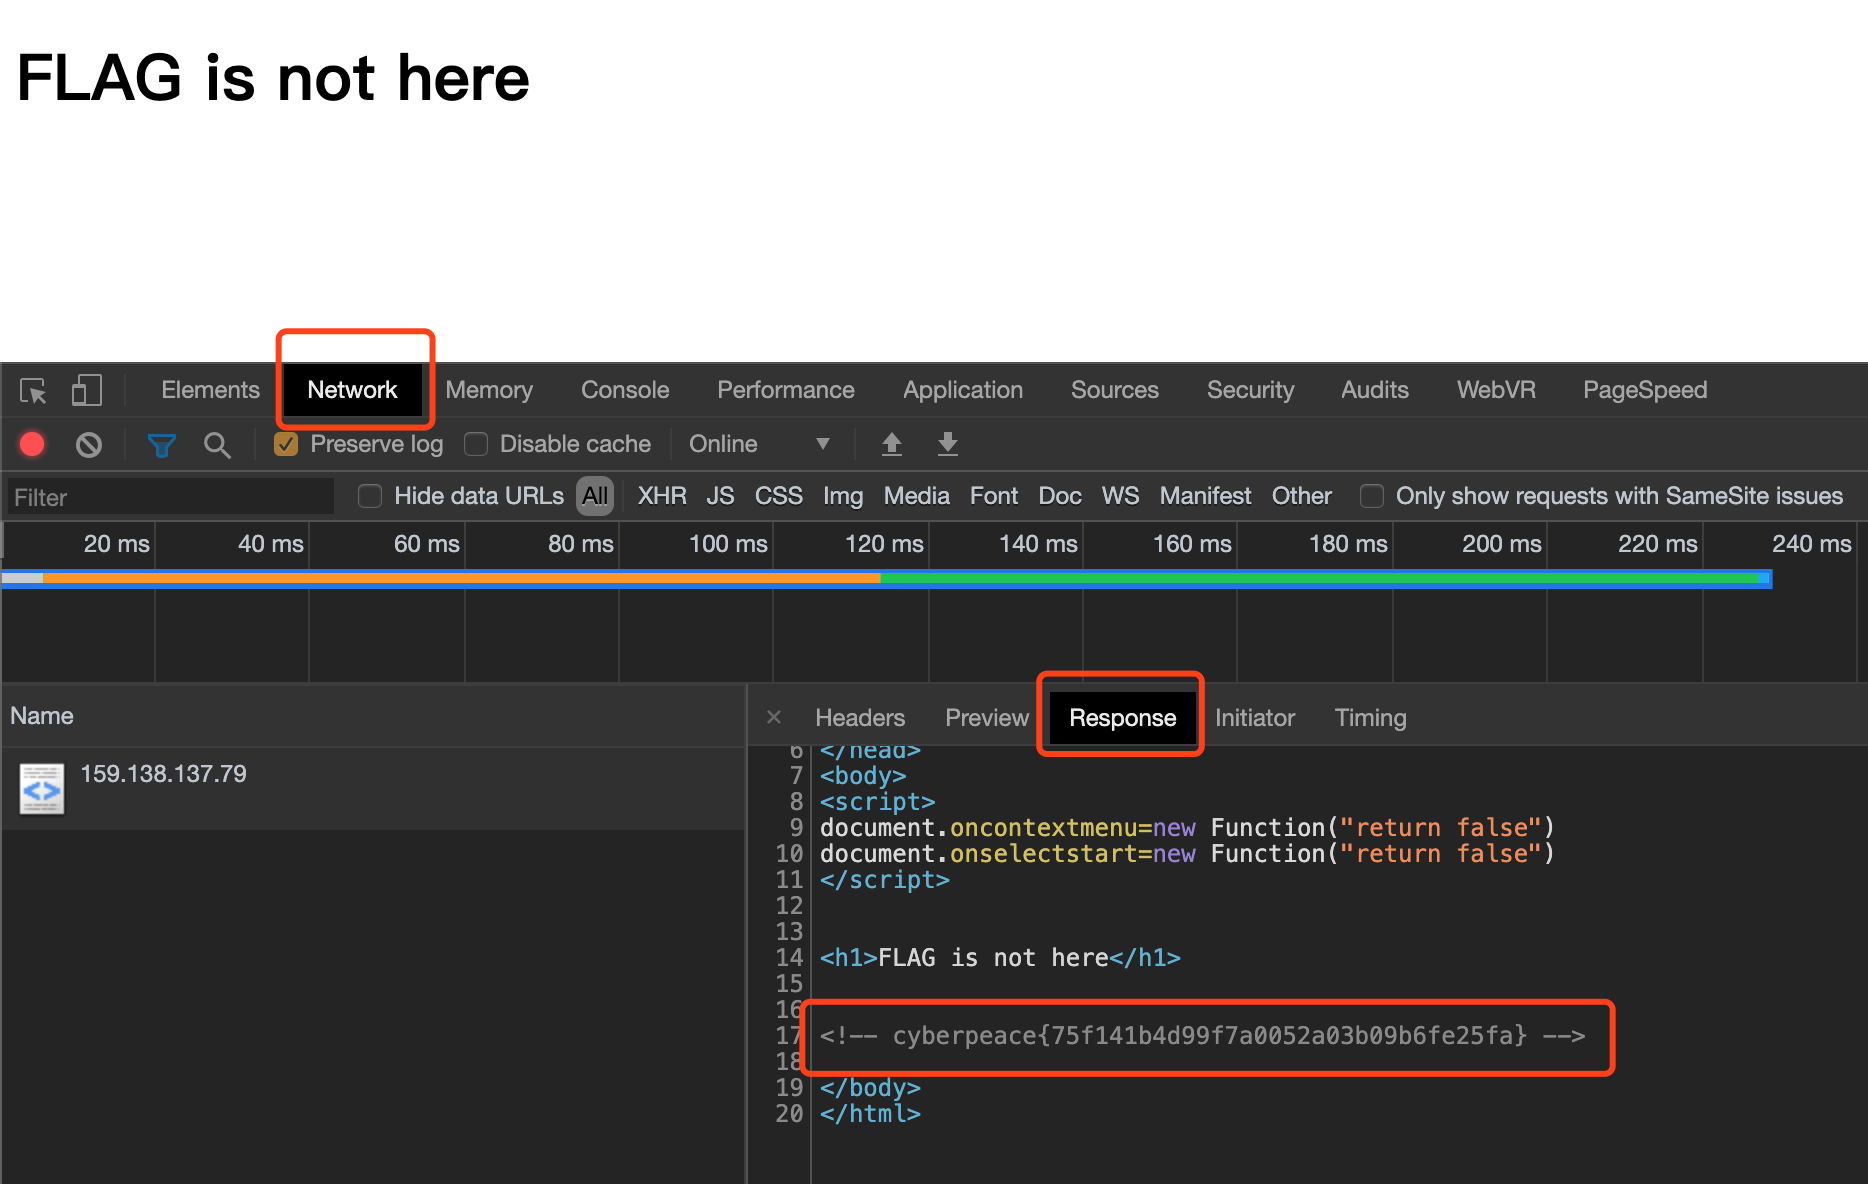 FLAG is not here
Elements Network Memory Console Performance Application Sources Security Audits WebVR PageSpeed
Preserve log Disable cache Online
Filter Hide data URLs All XHR JS CSS Img Media Font Doc WS Manifest Other Only show requests with SameSite issues
20 ms 40 ms 60 ms 80 ms 100 ms 120 ms 140 ms 160 ms 180 ms 200 ms 220 ms 240 ms
Name
159.138.137.79
× Headers Preview Response Initiator Timing
6 </head>
7 <body>
8 <script>
9 document.oncontextmenu=new Function("return false")
10 document.onselectstart=new Function("return false")
11 </script>
12
13
14 <h1>FLAG is not here</h1>
15
16
17 <!-- cyberpeace{75f141b4d99f7a0052a03b09b6fe25fa} -->
18
19 </body>
20 </html>